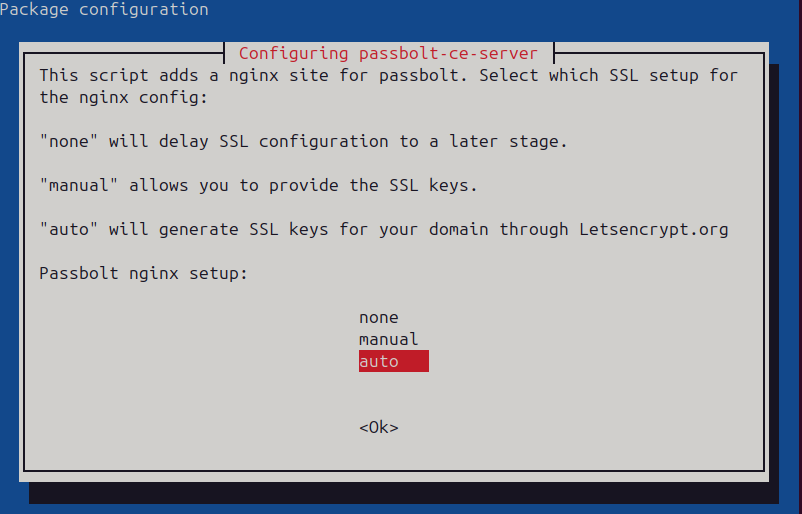 Package configuration
Configuring passbolt-ce-server
This script adds a nginx site for passbolt. Select which SSL setup for
the nginx config:
"none" will delay SSL configuration to a later stage.
"manual" allows you to provide the SSL keys.
"auto" will generate SSL keys for your domain through Letsencrypt.org
Passbolt nginx setup:
none
manual
auto
<Ok>